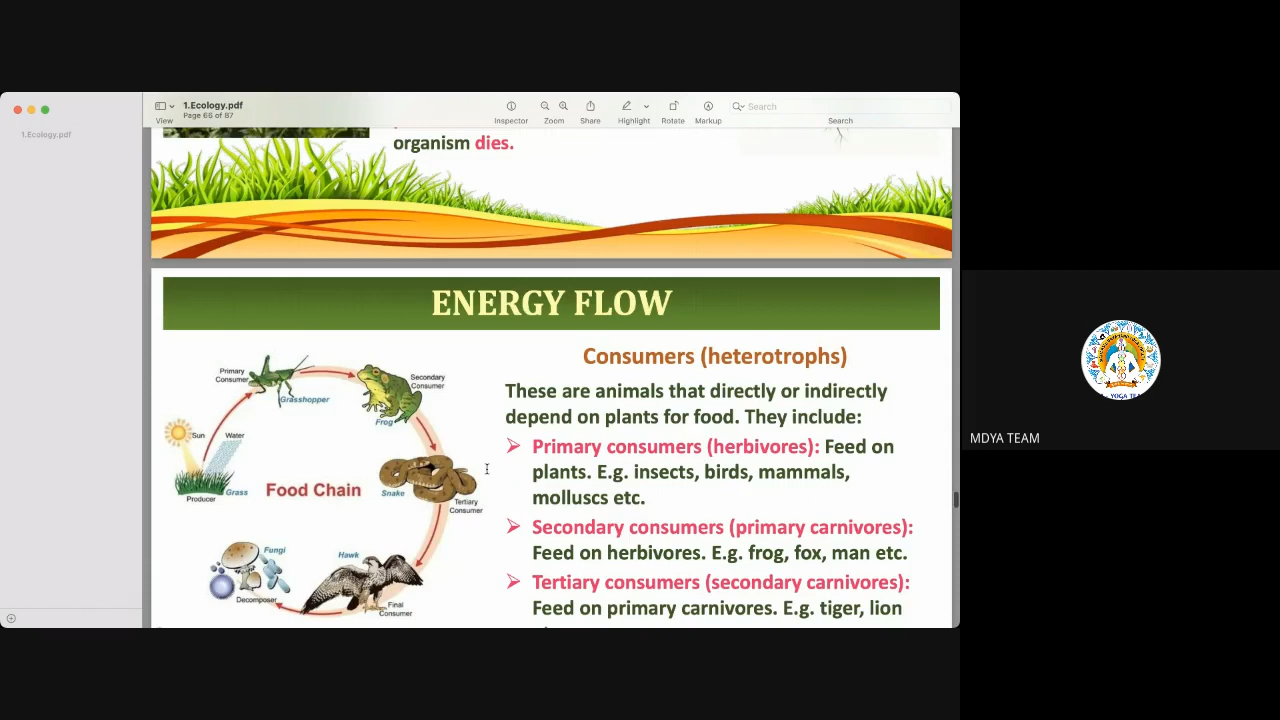 1.Ecology.pdf
Page 66 of 87
View
Inspector
Zoom
Share
Highlight
Rotate
Markup
Search
Search
1.Ecology.pdf
organism dies.
ENERGY FLOW
Primary
Consumer
Grasshopper
Secondary
Consumer
Frog
Sun
Water
Grass
Producer
Food Chain
Snake
Tertiary
Consumer
Fungi
Hawk
Decomposer
Final
Consumer
Consumers (heterotrophs)
These are animals that directly or indirectly
depend on plants for food. They include:
➢ Primary consumers (herbivores): Feed on
plants. E.g. insects, birds, mammals,
molluscs etc.
➢ Secondary consumers (primary carnivores):
Feed on herbivores. E.g. frog, fox, man etc.
➢ Tertiary consumers (secondary carnivores):
Feed on primary carnivores. E.g. tiger, lion
MDYA TEAM